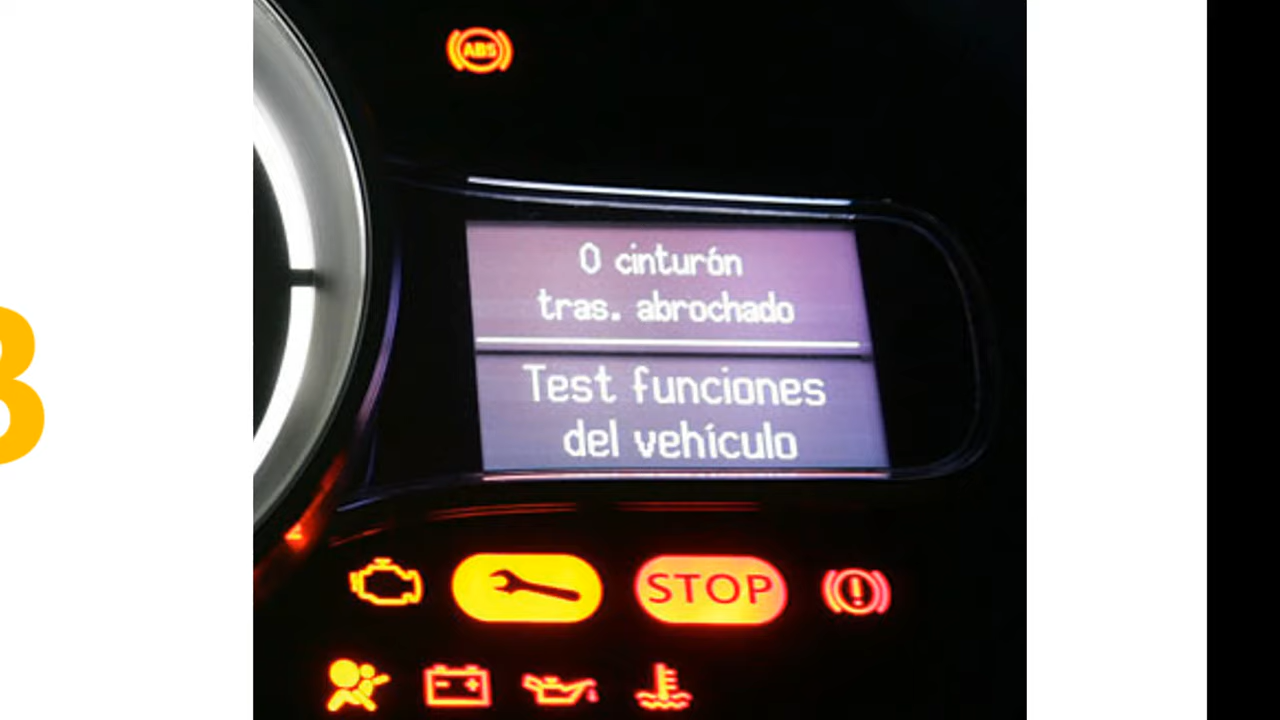 ABS
0 cinturón
tras. abrochado
Test funciones
del vehículo
STOP